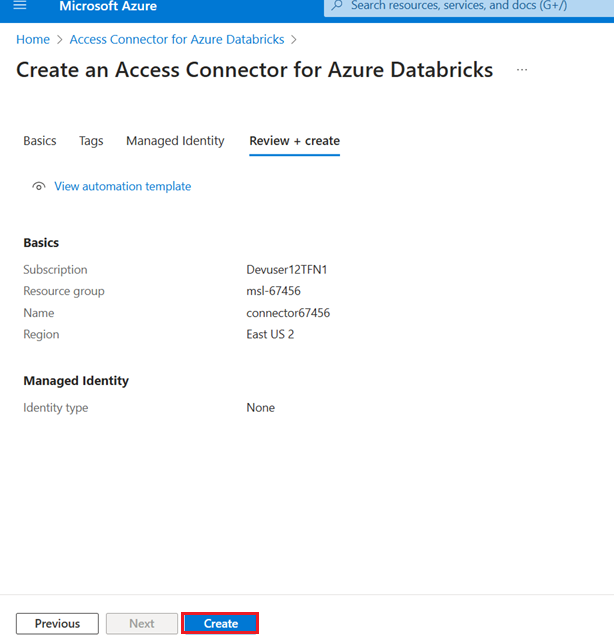 Microsoft Azure
Search resources, services, and docs (G+/)
Home > Access Connector for Azure Databricks >
Create an Access Connector for Azure Databricks ...
Basics Tags Managed Identity Review + create
View automation template
Basics
Subscription Devuser12TFN1
Resource group msl-67456
Name connector67456
Region East US 2
Managed Identity
Identity type None
Previous Next Create